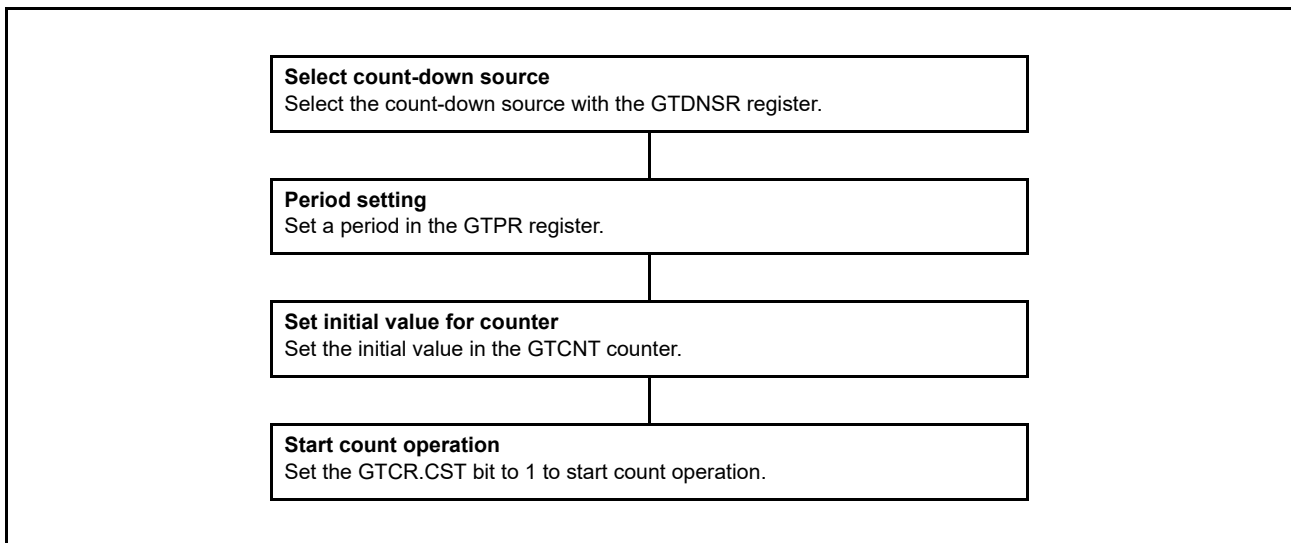 Select count-down source
Select the count-down source with the GTDNSR register.
Period setting
Set a period in the GTPR register.
Set initial value for counter
Set the initial value in the GTCNT counter.
Start count operation
Set the GTCR.CST bit to 1 to start count operation.